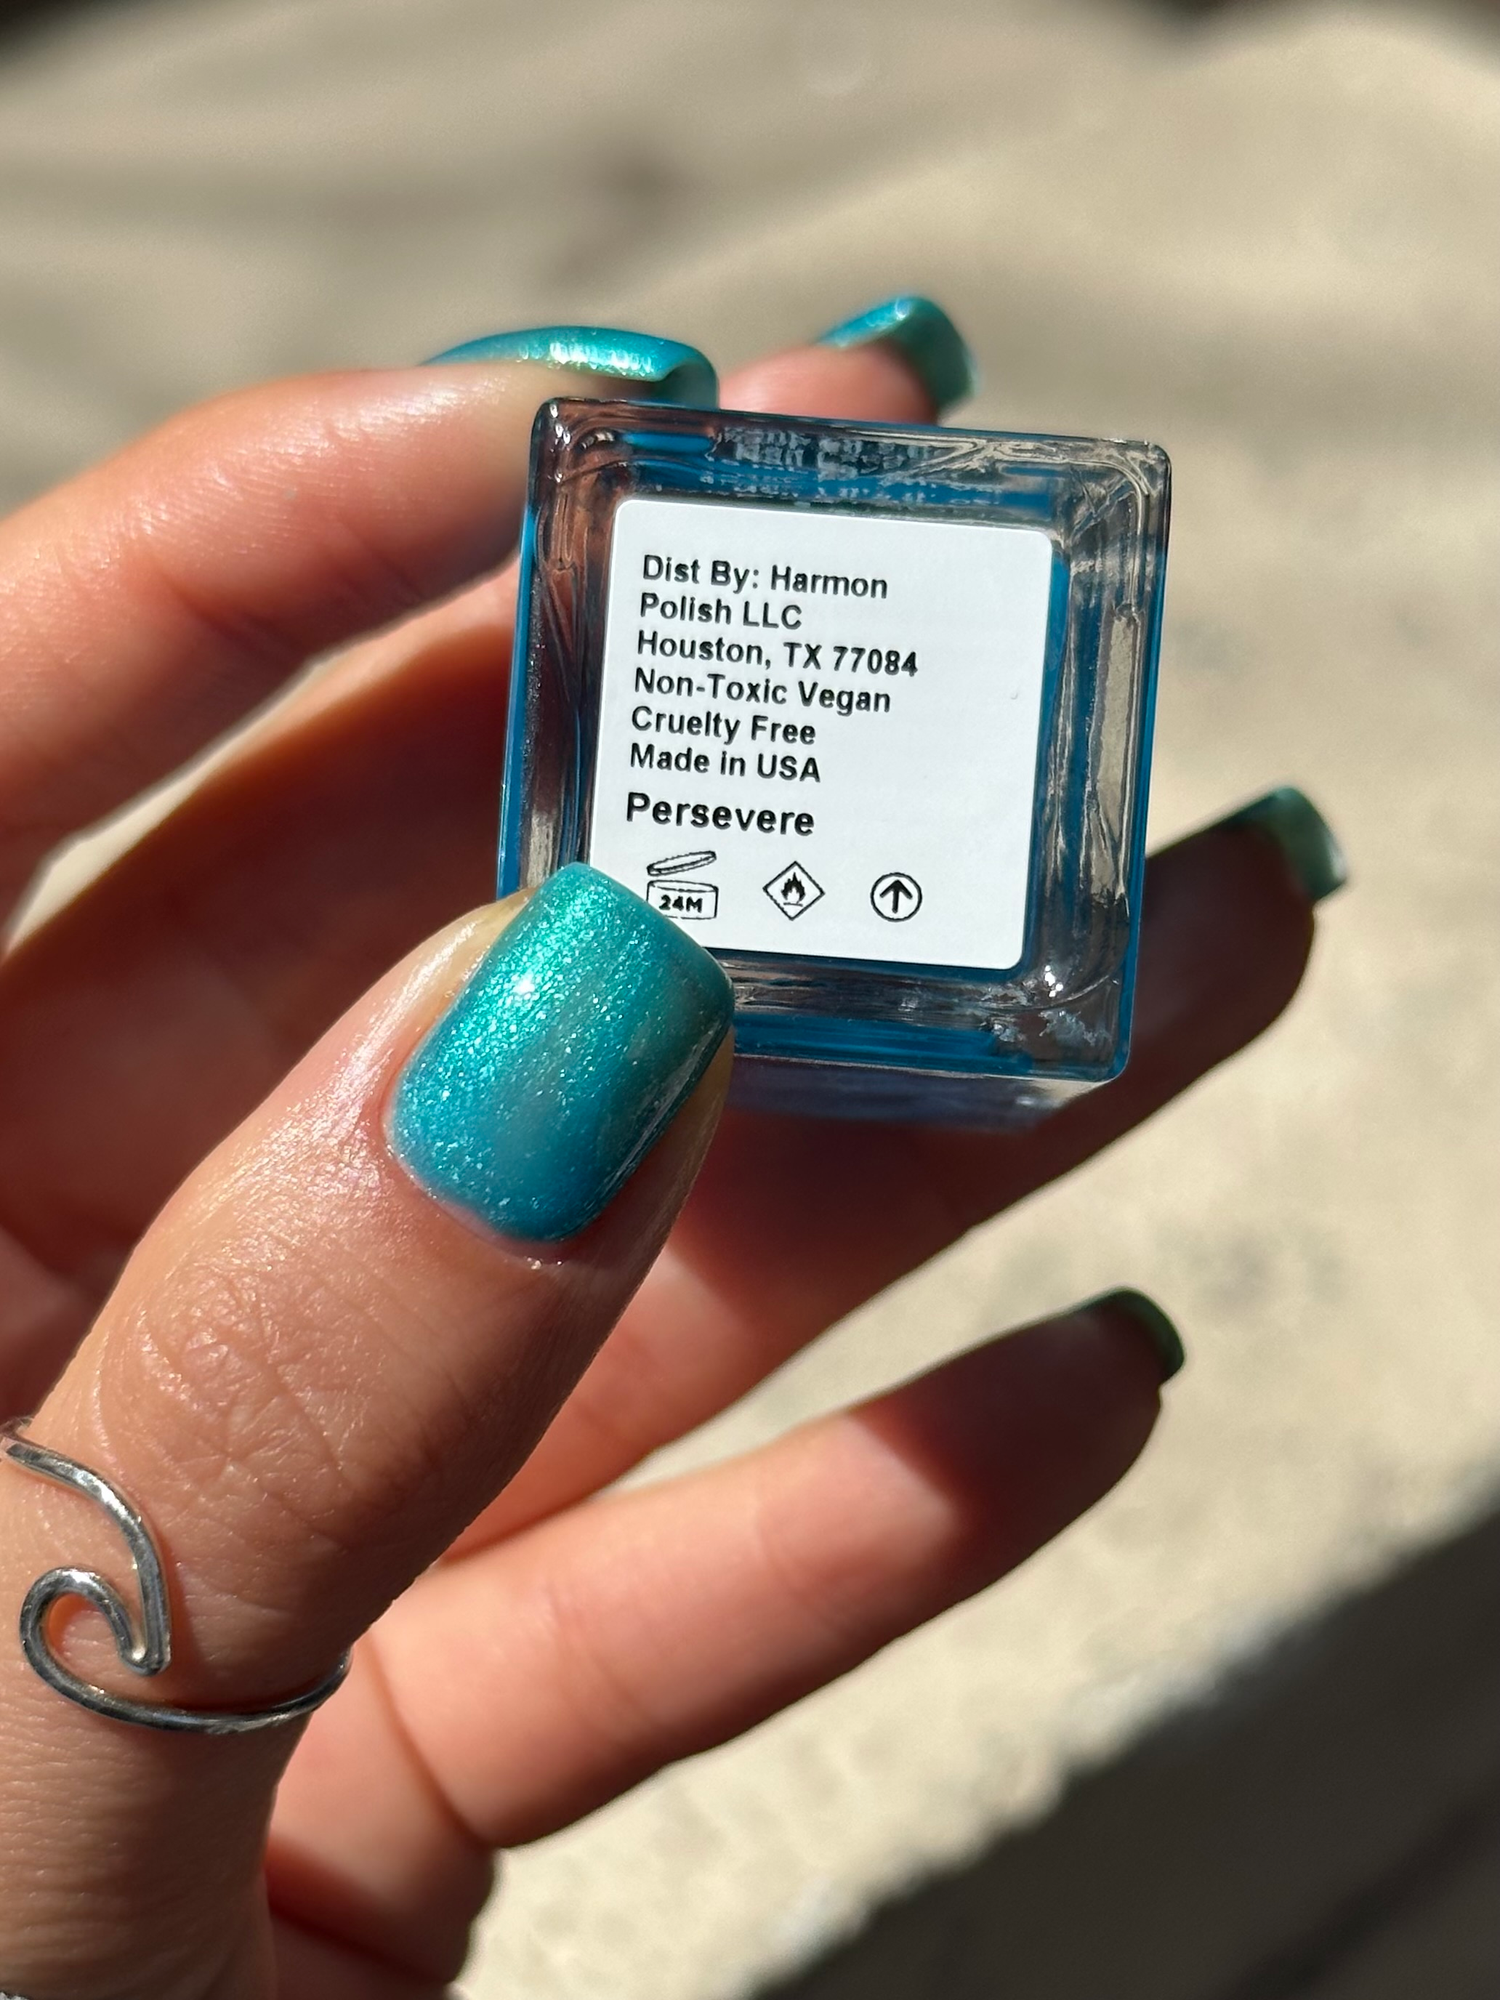 Dist By: Harmon
Polish LLC
Houston, TX 77084
Non-Toxic Vegan
Cruelty Free
Made in USA
Persevere
24M